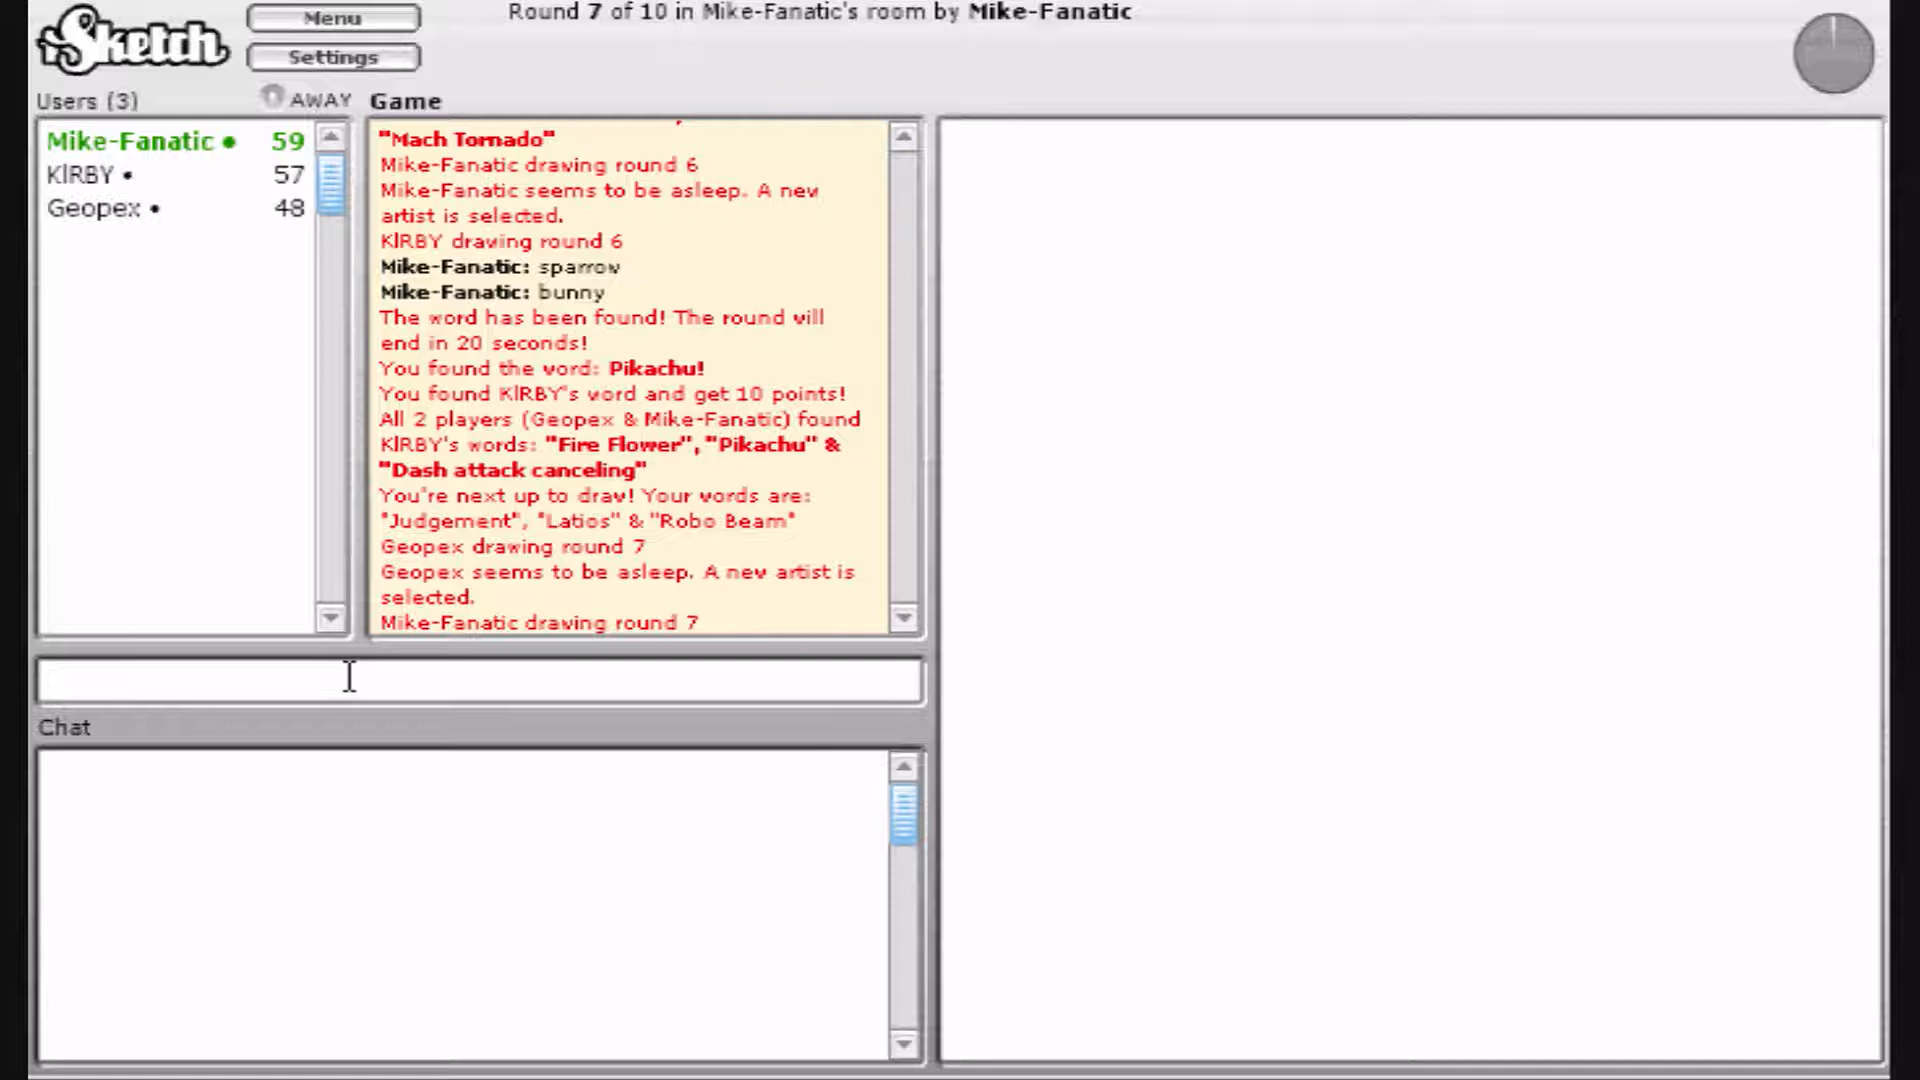 iSketch
Menu
Settings
Round 7 of 10 in Mike-Fanatic's room by Mike-Fanatic
Users (3)
AWAY
Game
Mike-Fanatic • 59
KlRBY • 57
Geopex • 48
"Mach Tornado"
Mike-Fanatic drawing round 6
Mike-Fanatic seems to be asleep. A new
artist is selected.
KlRBY drawing round 6
Mike-Fanatic: sparrow
Mike-Fanatic: bunny
The word has been found! The round will
end in 20 seconds!
You found the word: Pikachu!
You found KlRBY's word and get 10 points!
All 2 players (Geopex & Mike-Fanatic) found
KlRBY's words: "Fire Flower", "Pikachu" &
"Dash attack canceling"
You're next up to draw! Your words are:
"Judgement", "Latios" & "Robo Beam"
Geopex drawing round 7
Geopex seems to be asleep. A new artist is
selected.
Mike-Fanatic drawing round 7
Chat